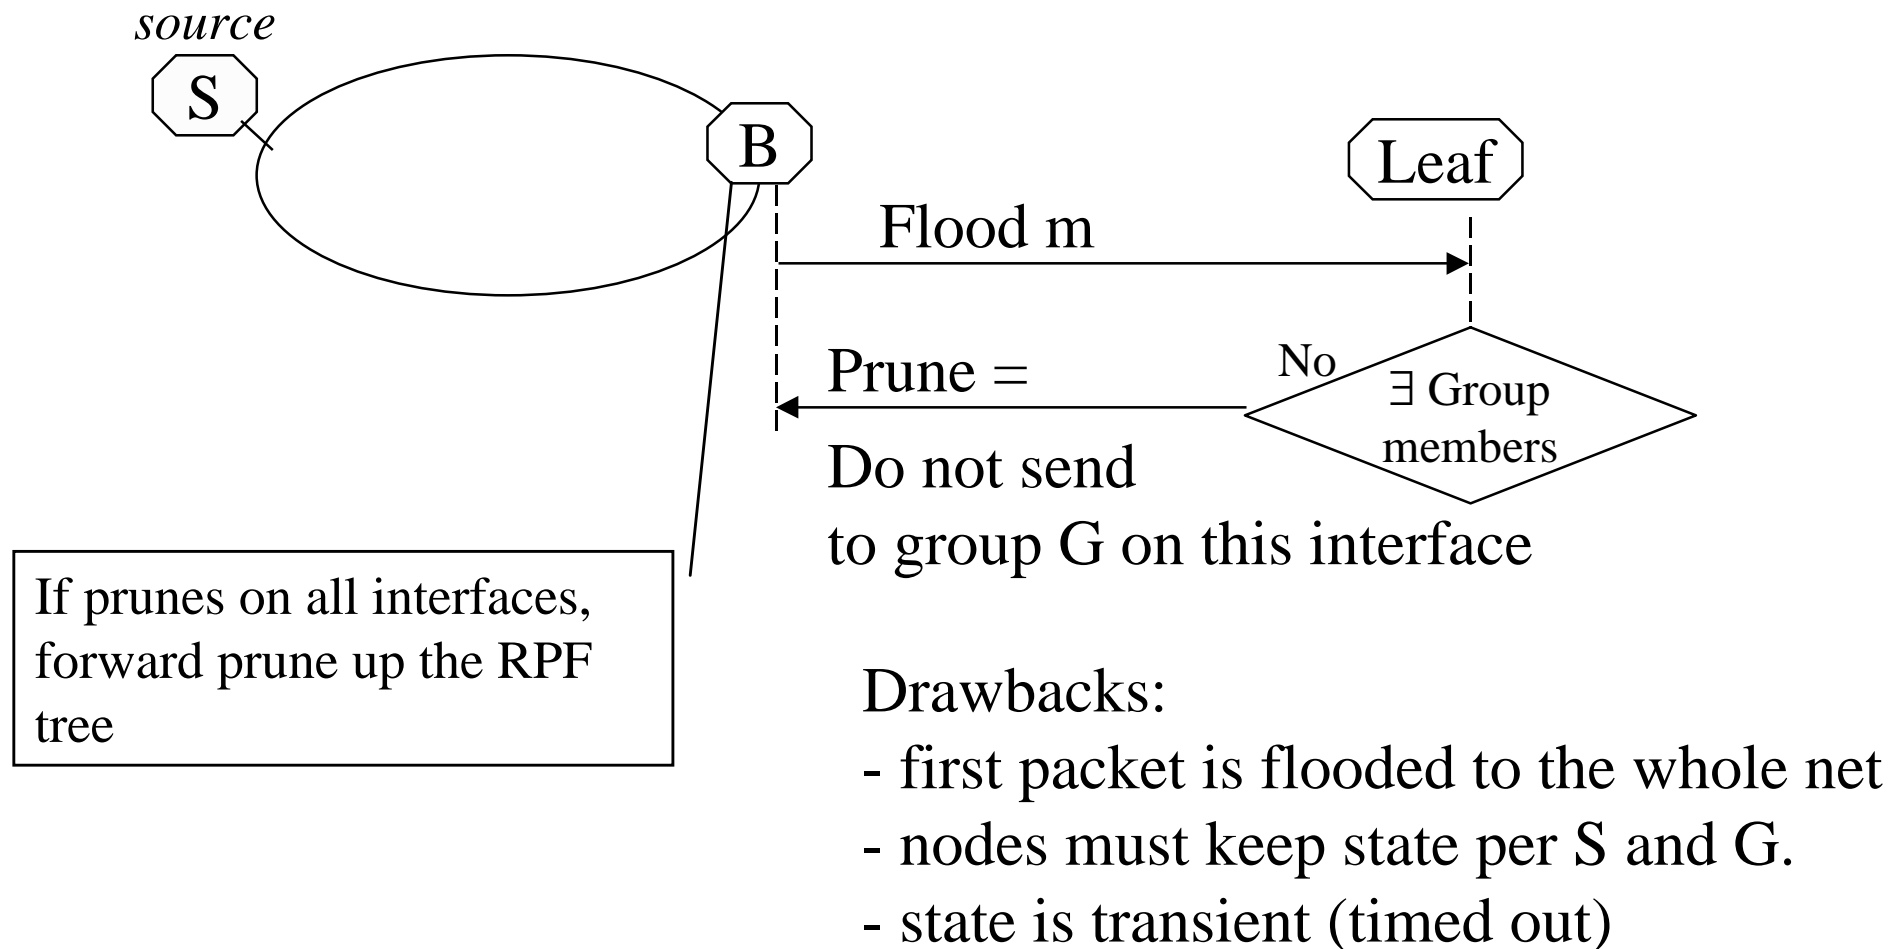 source
S
B
Leaf
Flood m
No
Prune =
∃ Group
members
Do not send
to group G on this interface
If prunes on all interfaces,
forward prune up the RPF
tree
Drawbacks:
- first packet is flooded to the whole net
- nodes must keep state per S and G.
- state is transient (timed out)